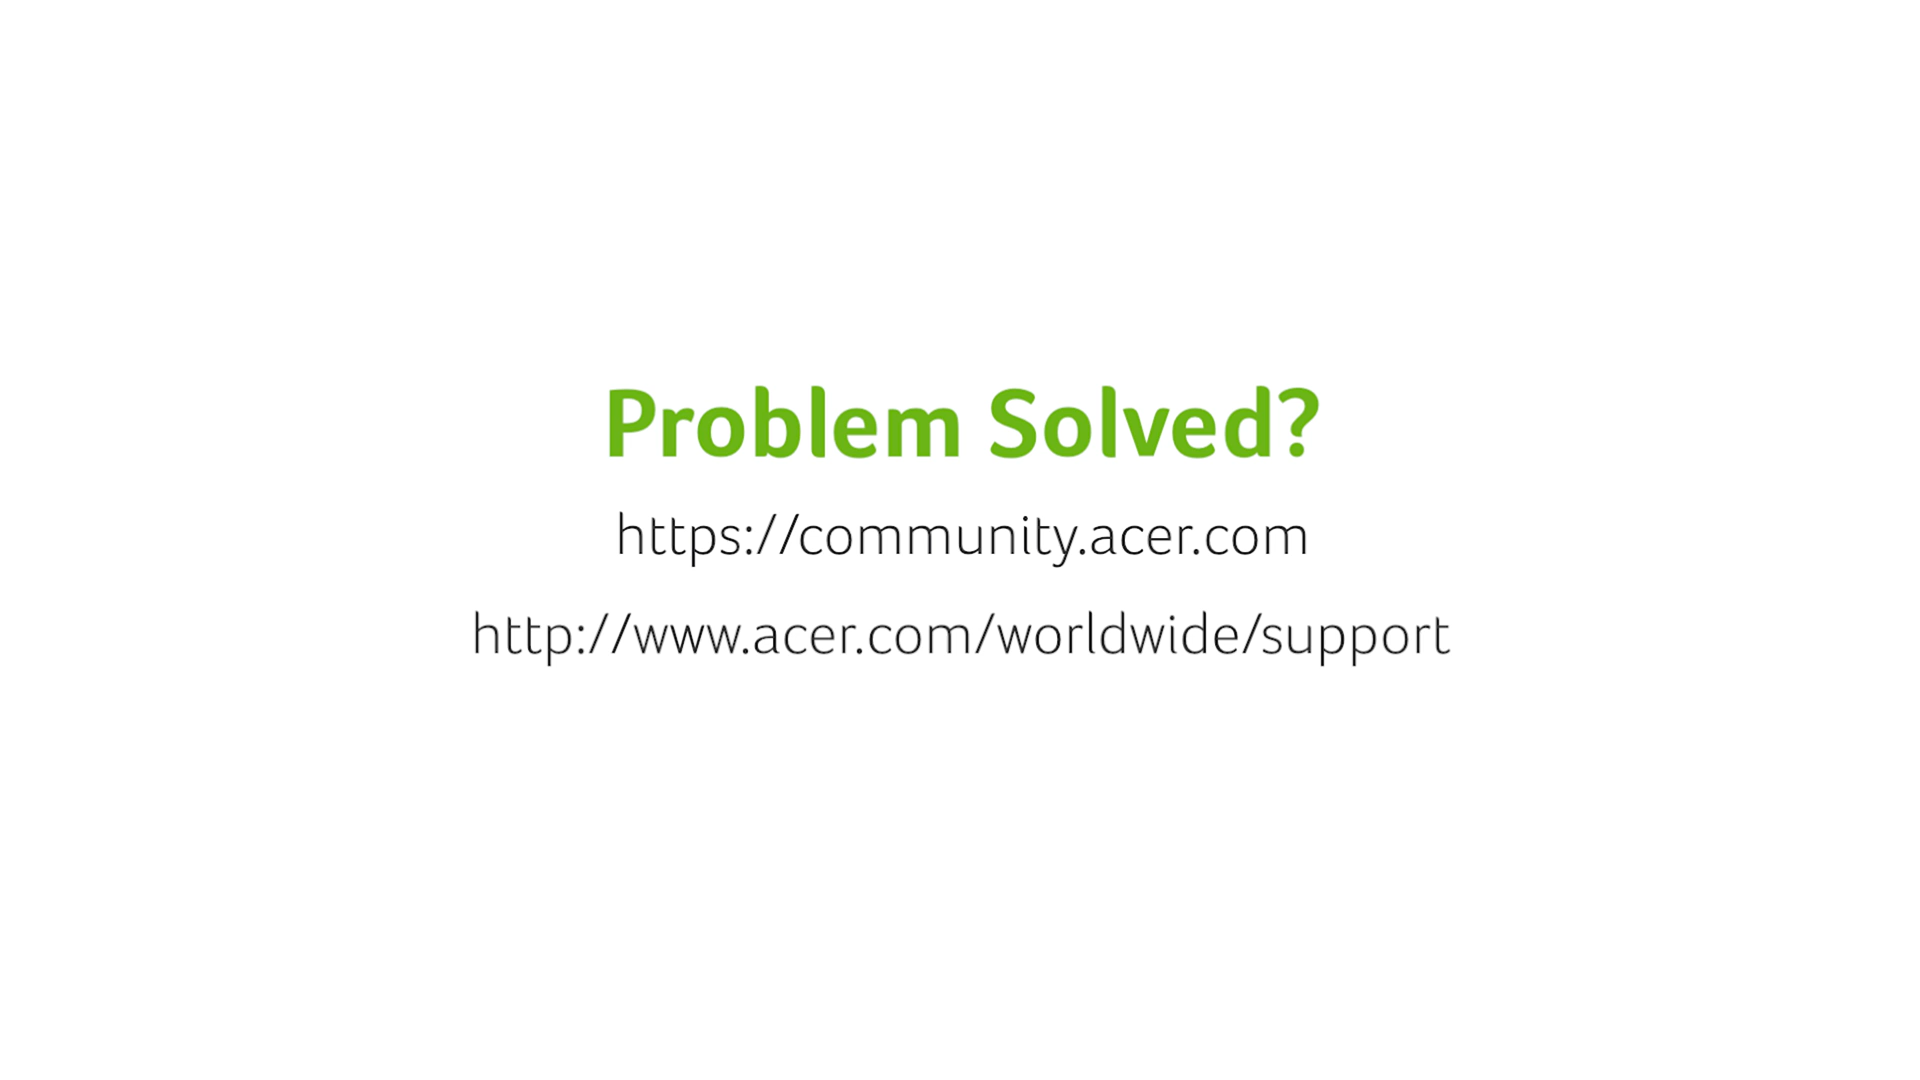 Problem Solved?
https://community.acer.com
http://www.acer.com/worldwide/support